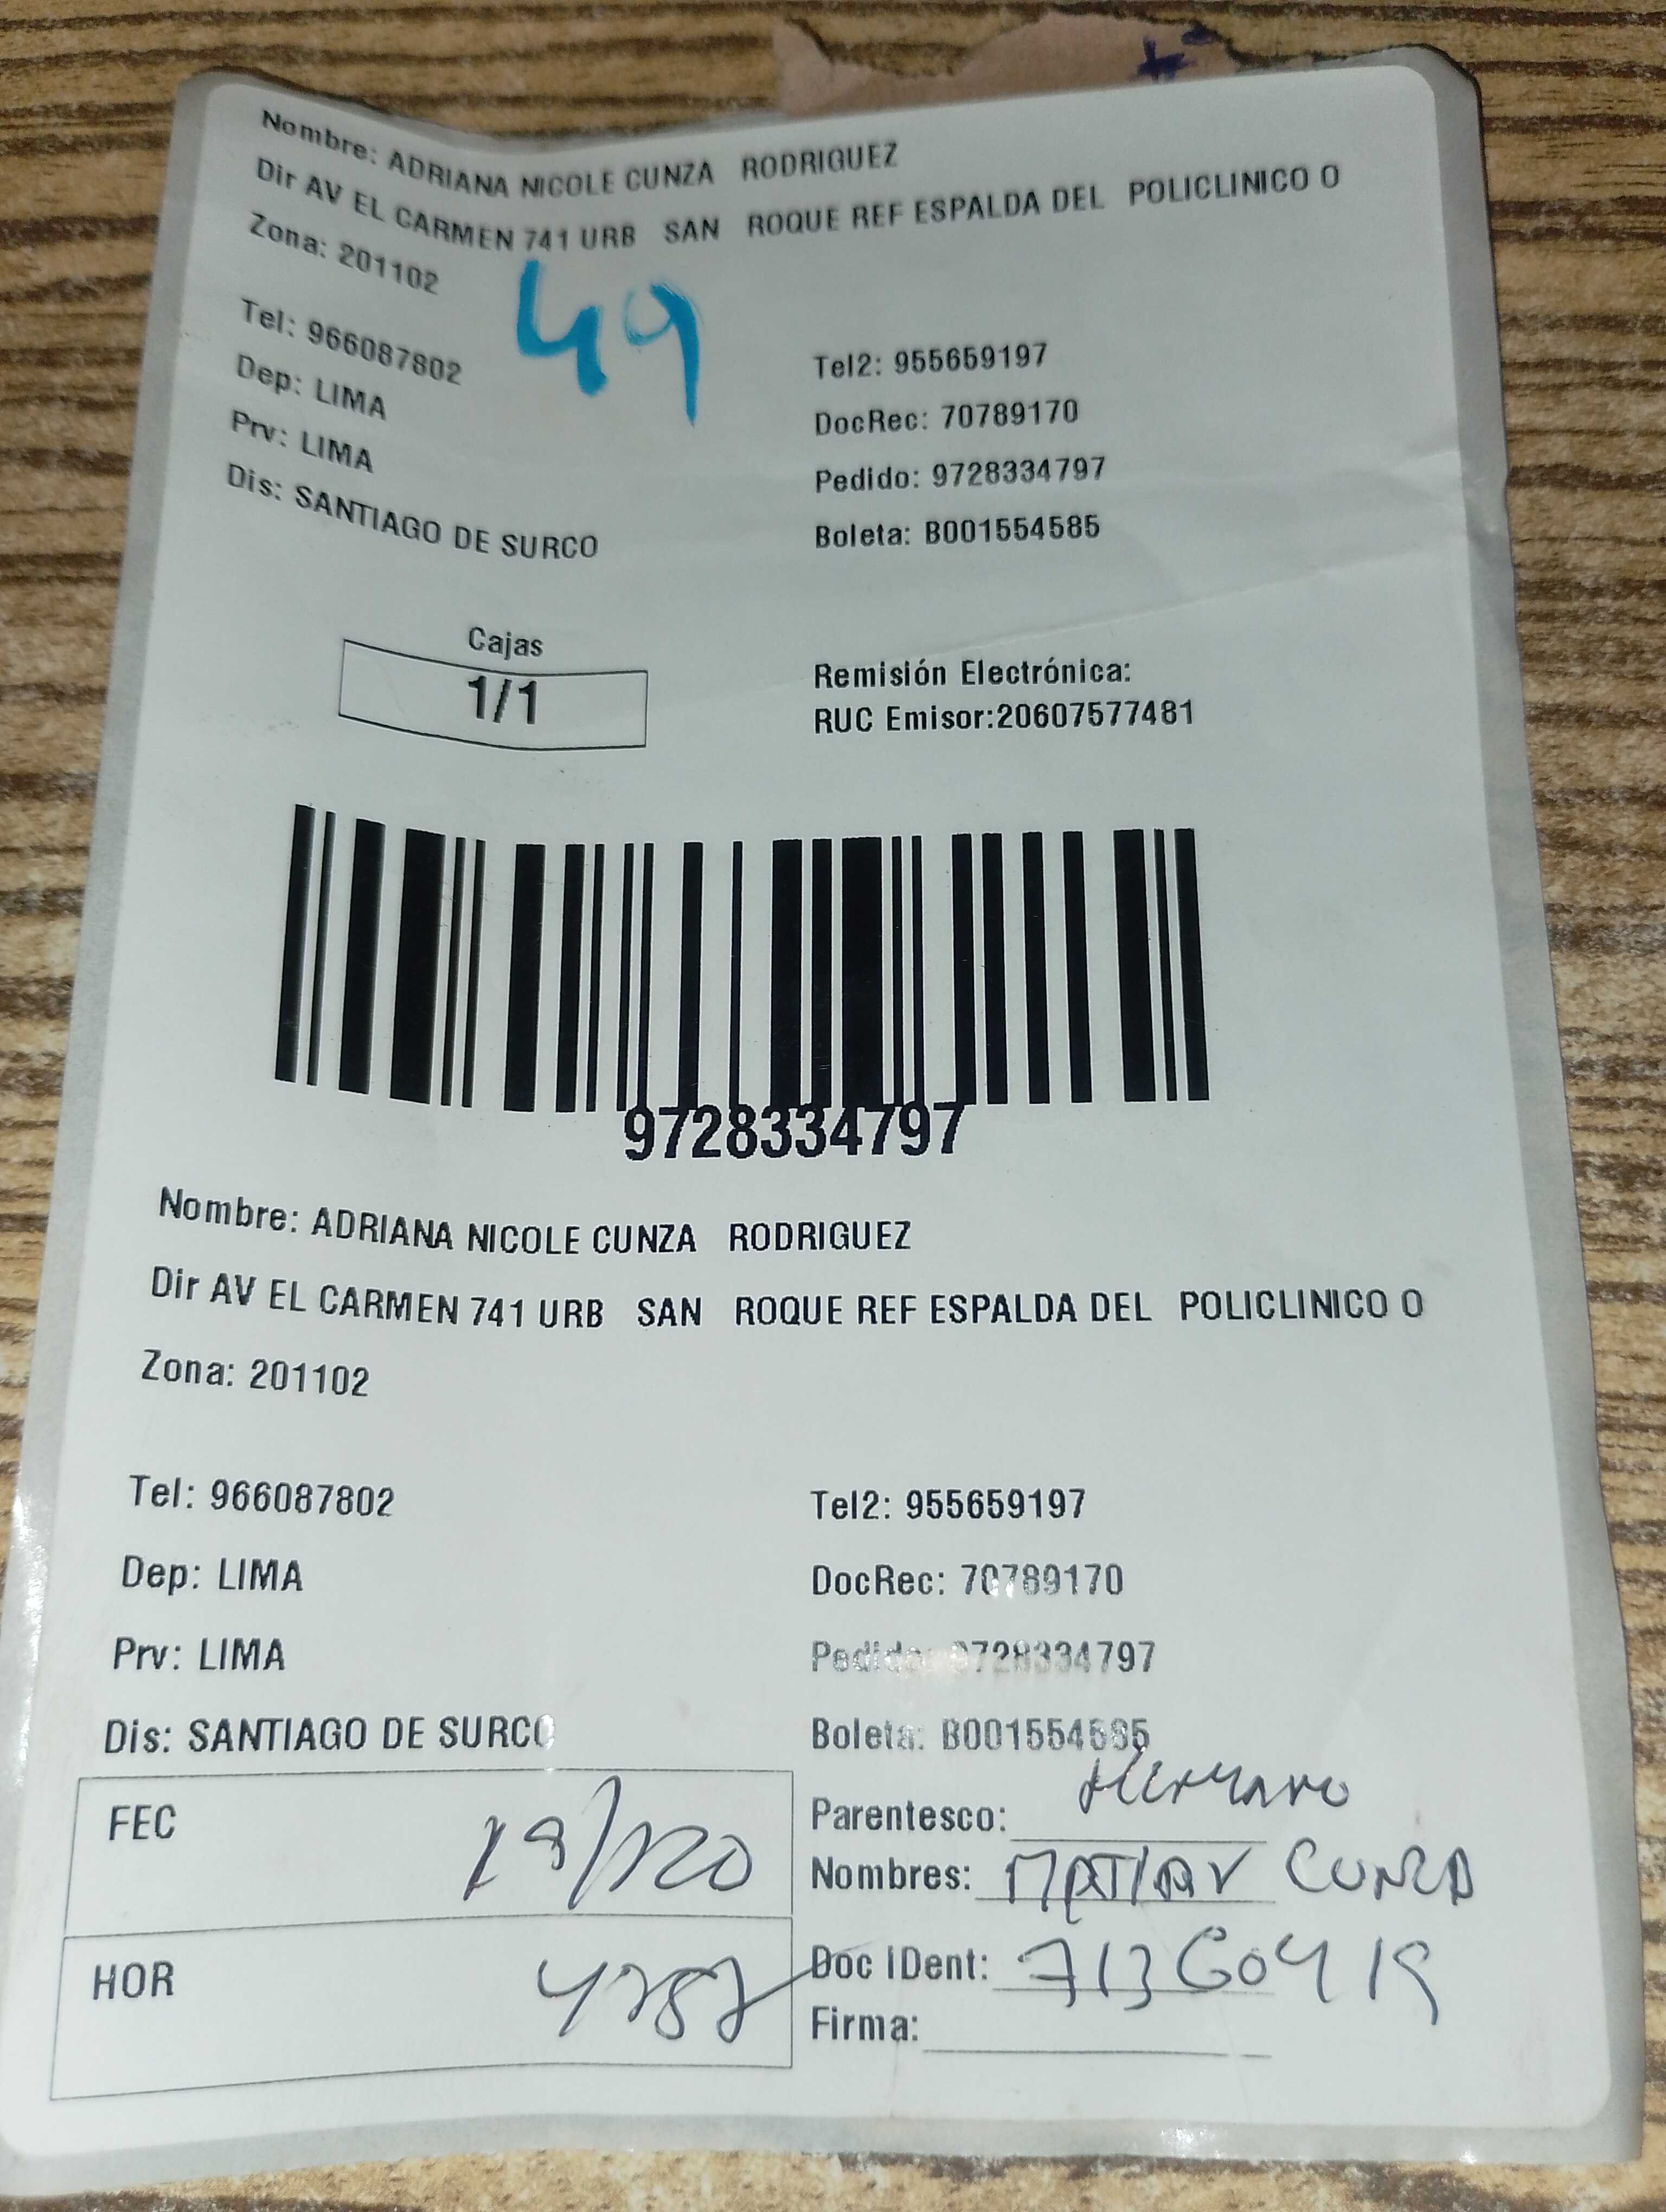 Nombre: ADRIANA NICOLE CUNZA RODRIGUEZ
Dir AV EL CARMEN 741 URB SAN ROQUE REF ESPALDA DEL POLICLINICO O
Zona: 201102
49
Tel: 966087802 Tel2: 955659197
Dep: LIMA DocRec: 70789170
Prv: LIMA Pedido: 9728334797
Dis: SANTIAGO DE SURCO Boleta: B001554585
Cajas
1/1
Remisión Electrónica:
RUC Emisor:20607577481
9728334797
Nombre: ADRIANA NICOLE CUNZA RODRIGUEZ
Dir AV EL CARMEN 741 URB SAN ROQUE REF ESPALDA DEL POLICLINICO O
Zona: 201102
Tel: 966087802 Tel2: 955659197
Dep: LIMA DocRec: 70789170
Prv: LIMA Pedido: 9728334797
Dis: SANTIAGO DE SURCO Boleta: B001554585
FEC
HOR
Parentesco: Hermano
Nombres: CUNZA
Doc IDent: 71360419
Firma: